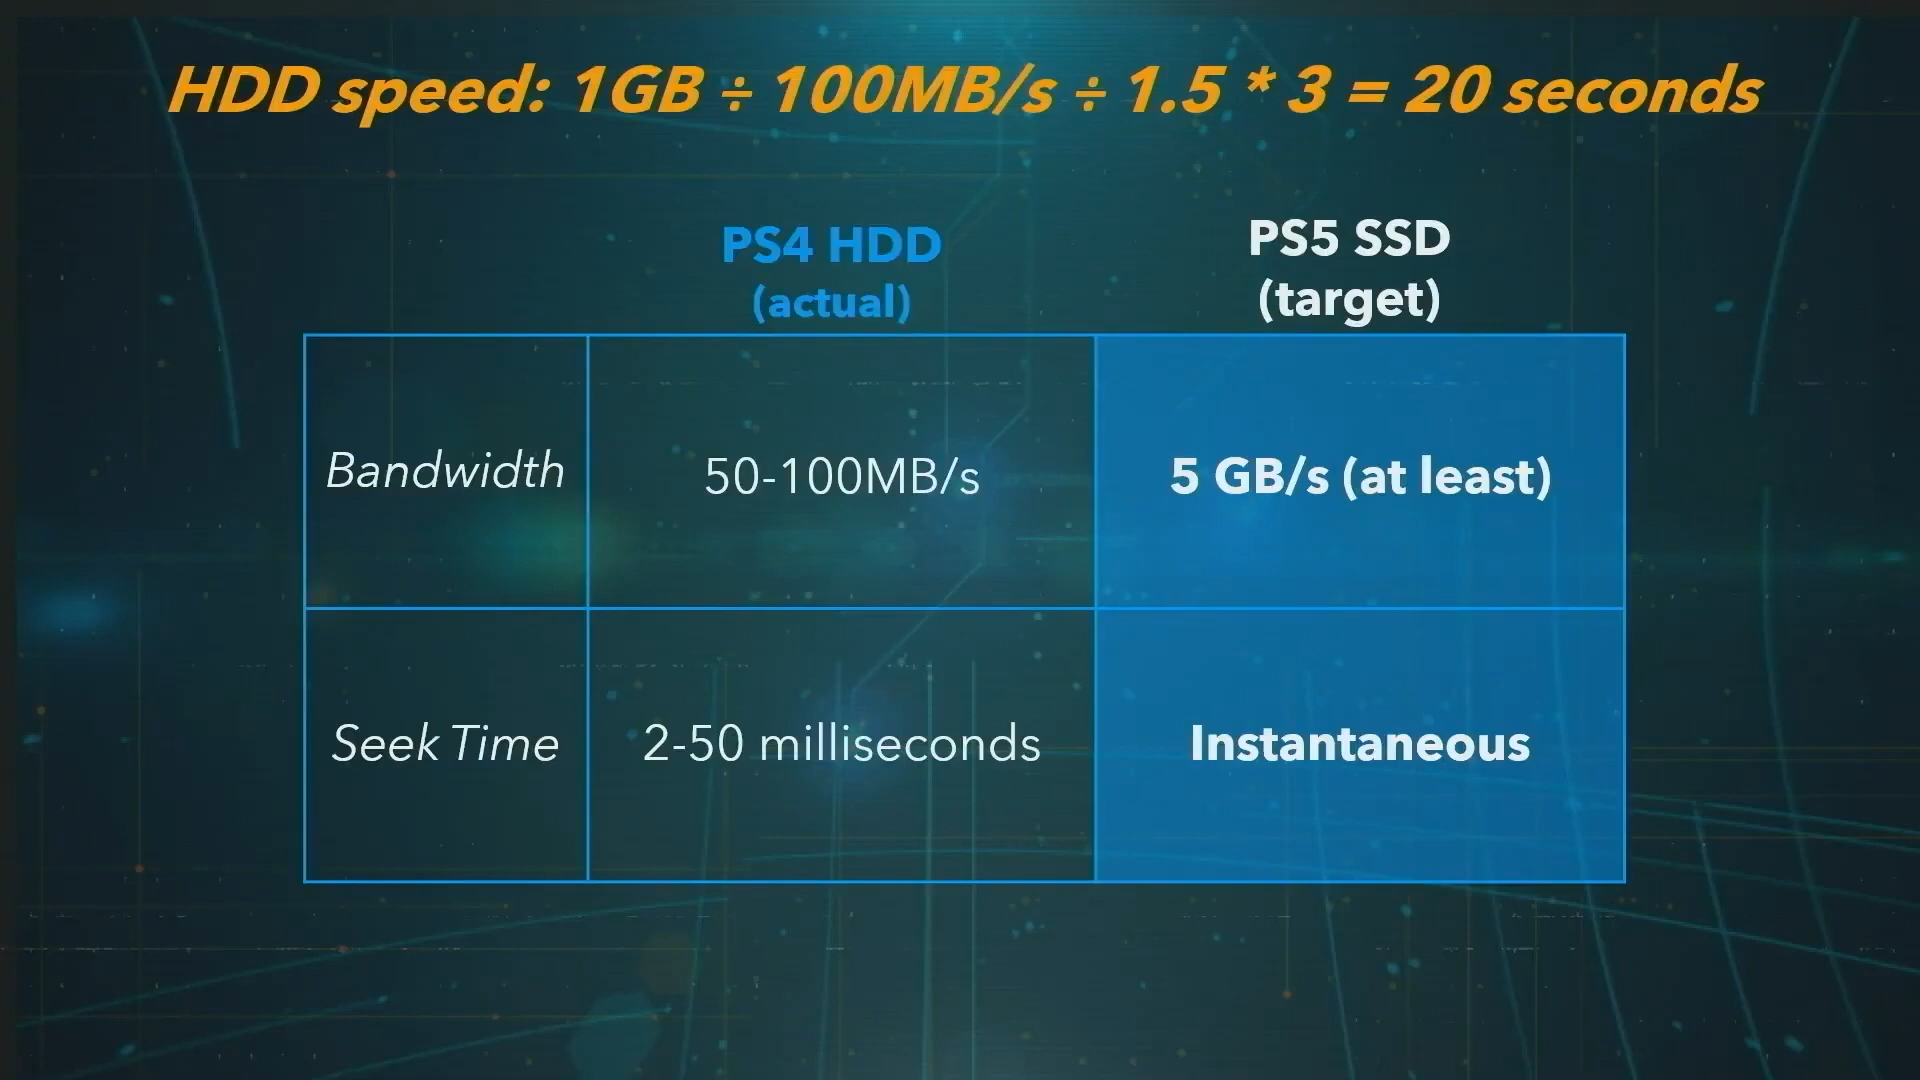 HDD speed: 1GB ÷ 100MB/s ÷ 1.5 * 3 = 20 seconds
PS4 HDD
(actual)
PS5 SSD
(target)
Bandwidth
50-100MB/s
5 GB/s (at least)
Seek Time
2-50 milliseconds
Instantaneous